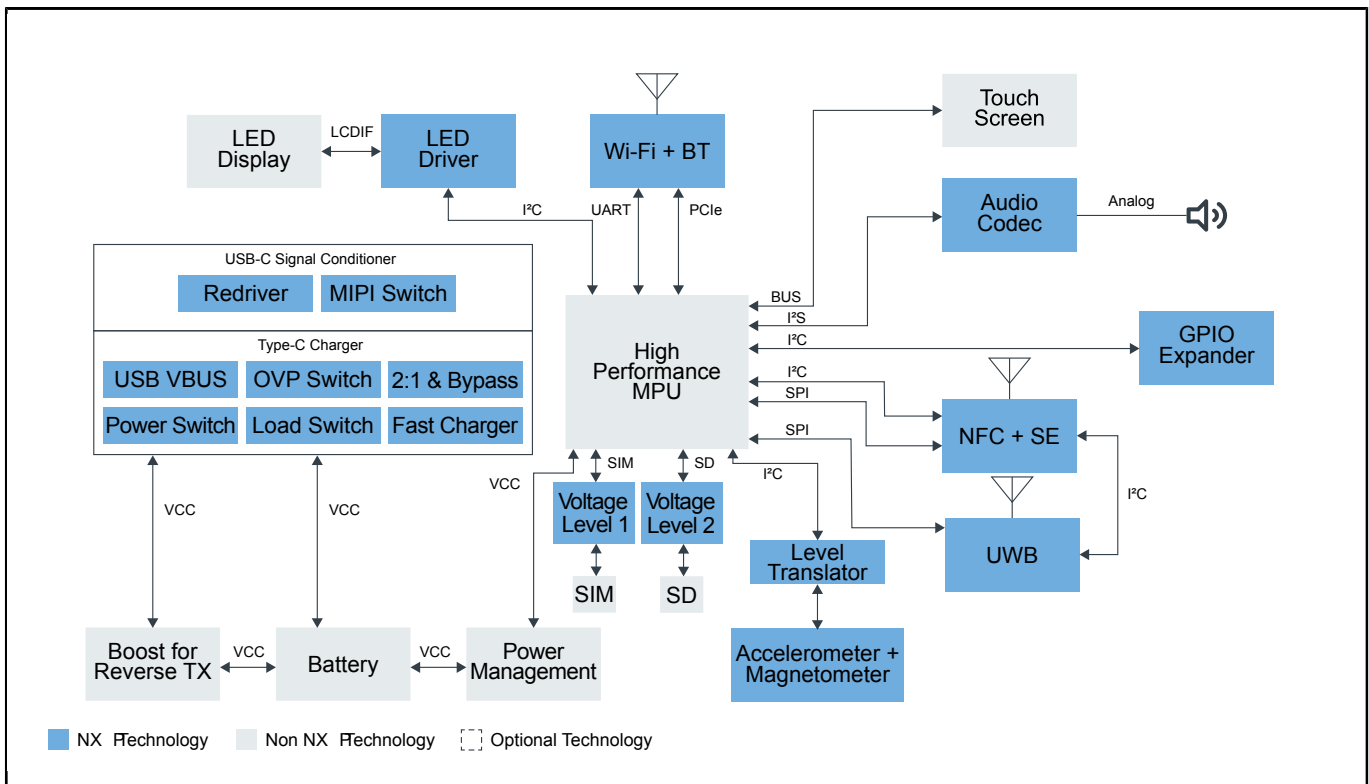 Touch
Screen
LED
Display
LCDIF
LED
Driver
Wi-Fi + BT
I²C
UART
PCIe
Audio
Codec
Analog
USB-C Signal Conditioner
Redriver
MIPI Switch
Type-C Charger
USB VBUS
OVP Switch
2:1 & Bypass
Power Switch
Load Switch
Fast Charger
High
Performance
MPU
BUS
I²S
I²C
I²C
SPI
SPI
GPIO
Expander
NFC + SE
I²C
UWB
VCC
VCC
VCC
SIM
SD
I²C
Voltage
Level 1
Voltage
Level 2
SIM
SD
Level
Translator
Accelerometer +
Magnetometer
Boost for
Reverse TX
VCC
Battery
VCC
Power
Management
NX PTechnology
Non NX PTechnology
Optional Technology